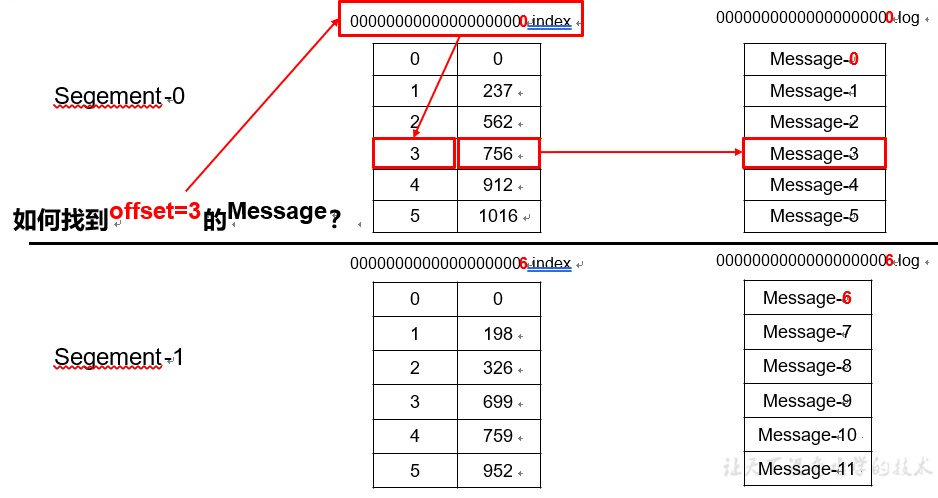 00000000000000000000.index
00000000000000000000.log
Segement-0
0 0
1 237
2 562
3 756
4 912
5 1016
Message-0
Message-1
Message-2
Message-3
Message-4
Message-5
如何找到offset=3的Message?
00000000000000000006.index
00000000000000000006.log
Segement-1
0 0
1 198
2 326
3 699
4 759
5 952
Message-6
Message-7
Message-8
Message-9
Message-10
Message-11
让天 学的技术